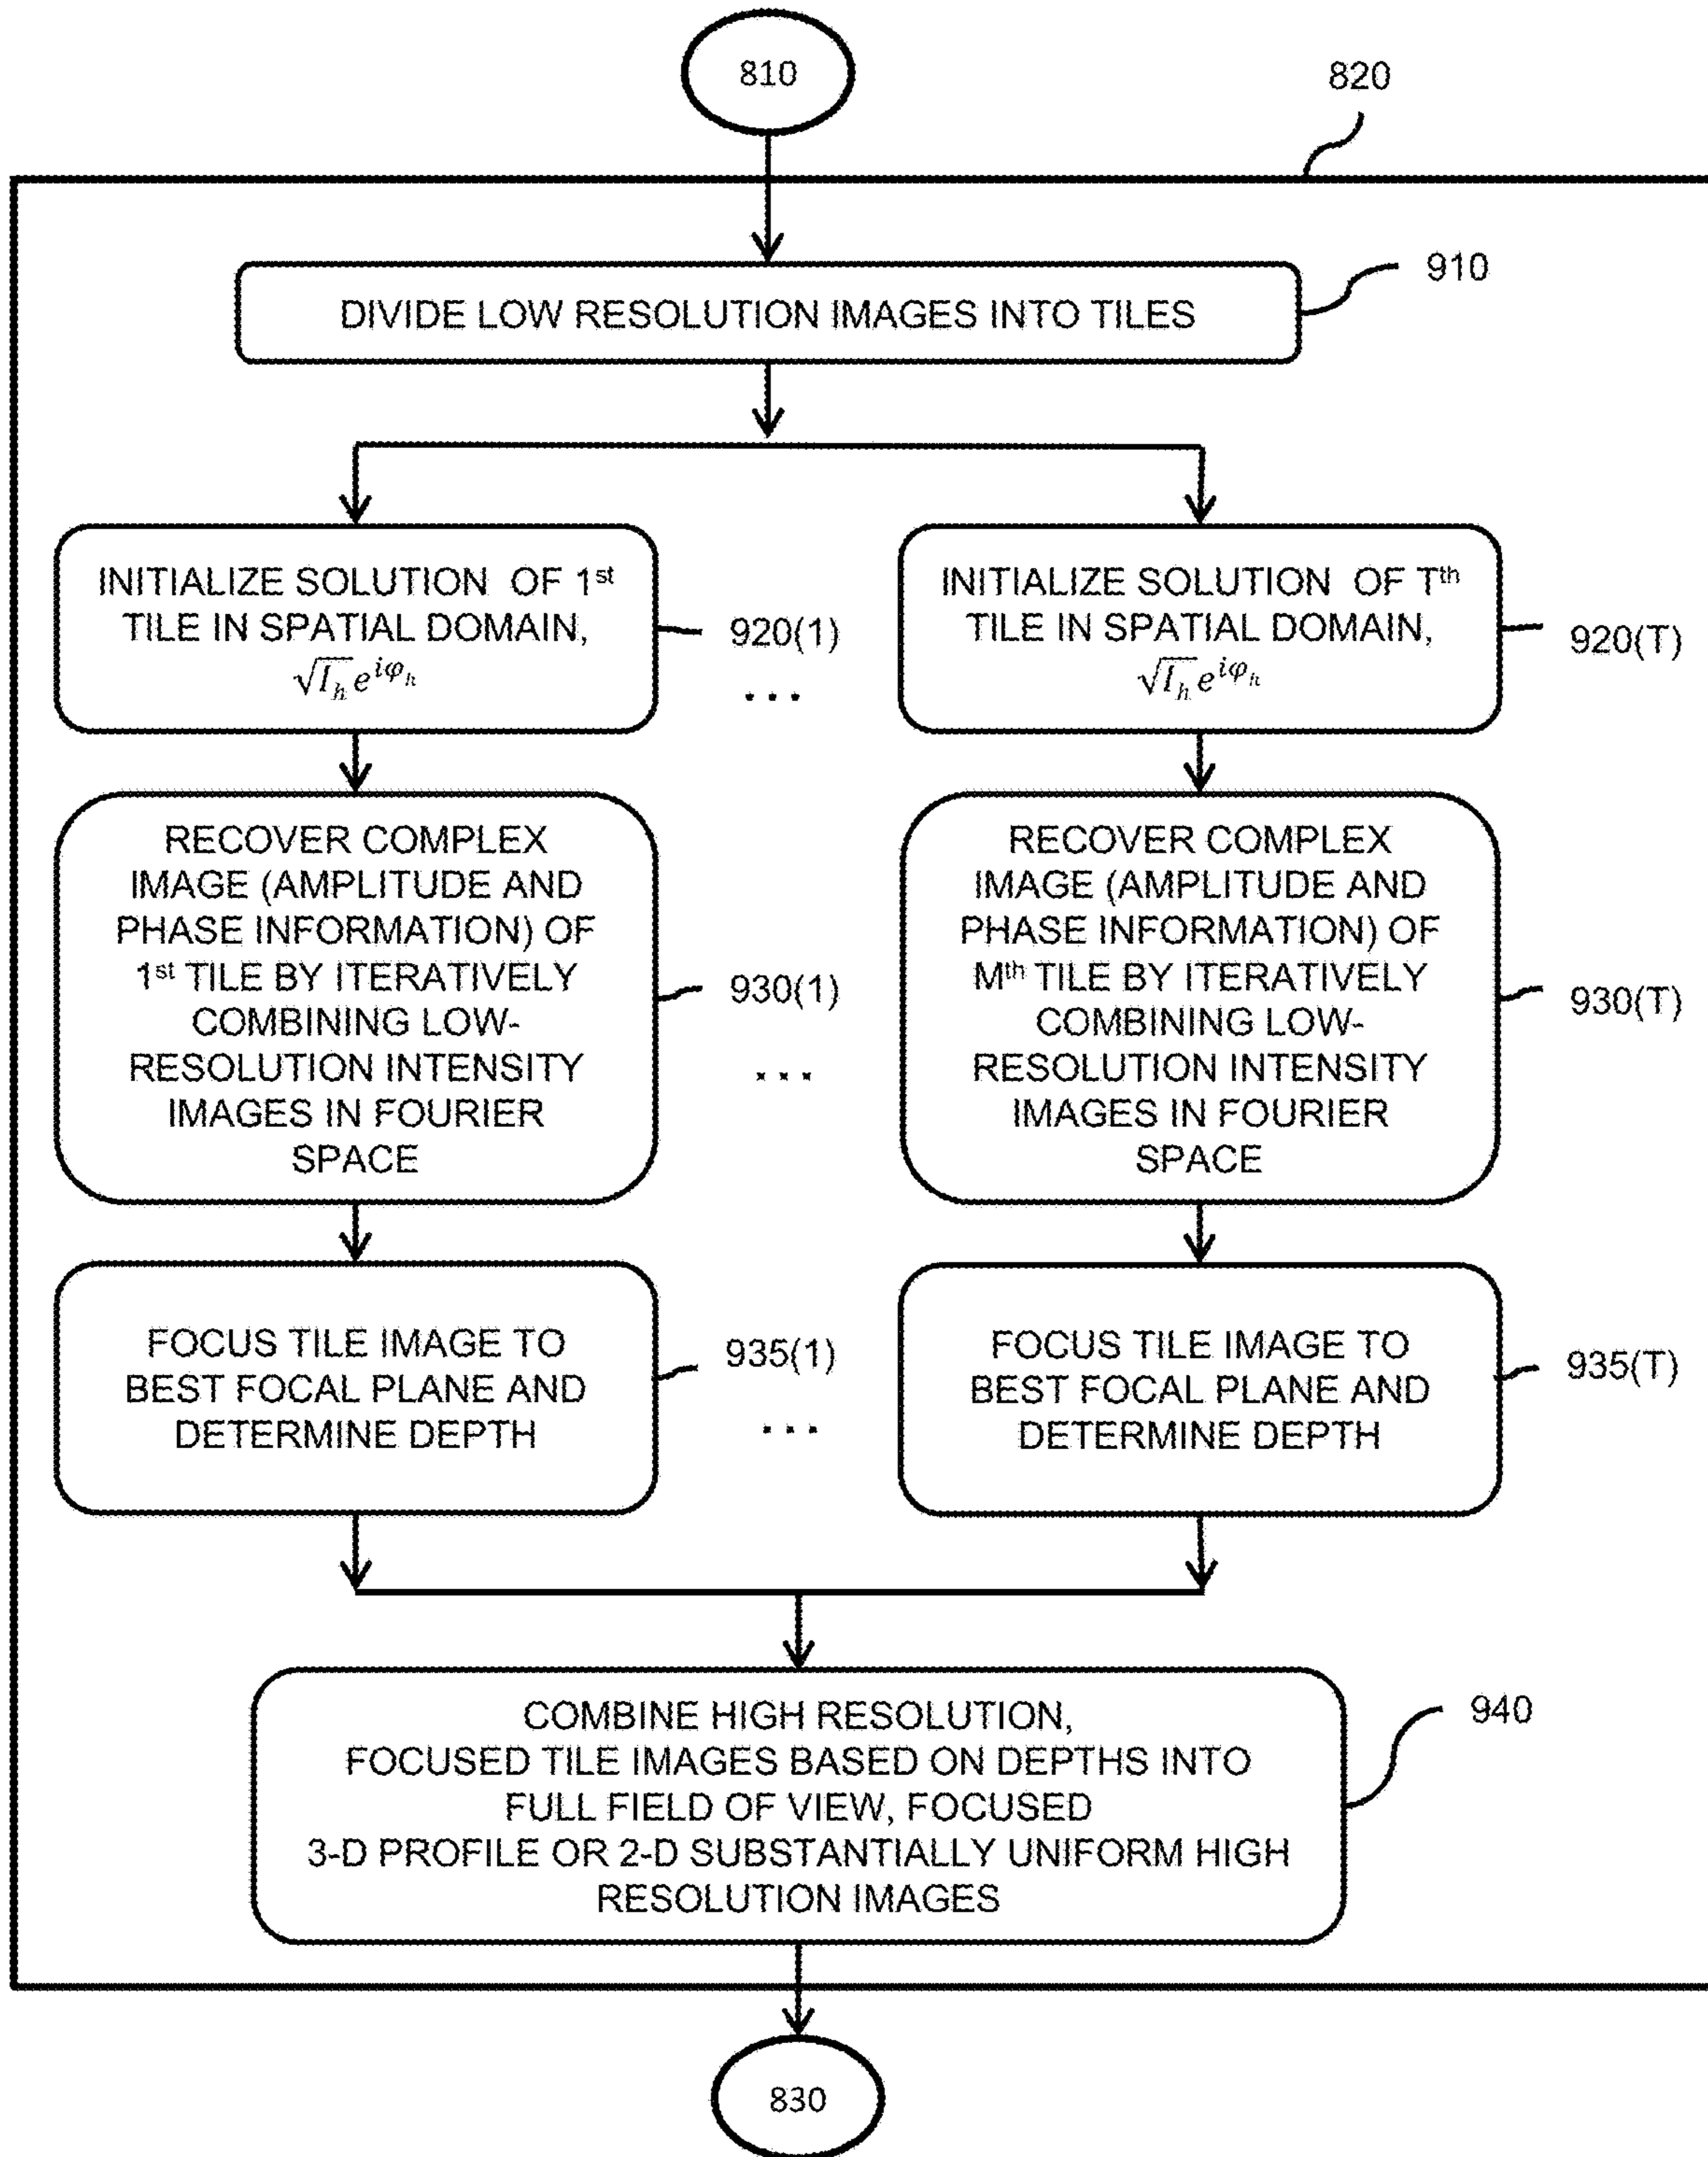 810
820
DIVIDE LOW RESOLUTION IMAGES INTO TILES
910
INITIALIZE SOLUTION OF 1st
TILE IN SPATIAL DOMAIN,
√I_h e^{iφ_h}
920(1)
...
INITIALIZE SOLUTION OF Tth
TILE IN SPATIAL DOMAIN,
√I_h e^{iφ_h}
920(T)
RECOVER COMPLEX
IMAGE (AMPLITUDE AND
PHASE INFORMATION) OF
1st TILE BY ITERATIVELY
COMBINING LOW-
RESOLUTION INTENSITY
IMAGES IN FOURIER
SPACE
930(1)
...
RECOVER COMPLEX
IMAGE (AMPLITUDE AND
PHASE INFORMATION) OF
Mth TILE BY ITERATIVELY
COMBINING LOW-
RESOLUTION INTENSITY
IMAGES IN FOURIER
SPACE
930(T)
FOCUS TILE IMAGE TO
BEST FOCAL PLANE AND
DETERMINE DEPTH
935(1)
...
FOCUS TILE IMAGE TO
BEST FOCAL PLANE AND
DETERMINE DEPTH
935(T)
COMBINE HIGH RESOLUTION,
FOCUSED TILE IMAGES BASED ON DEPTHS INTO
FULL FIELD OF VIEW, FOCUSED
3-D PROFILE OR 2-D SUBSTANTIALLY UNIFORM HIGH
RESOLUTION IMAGES
940
830